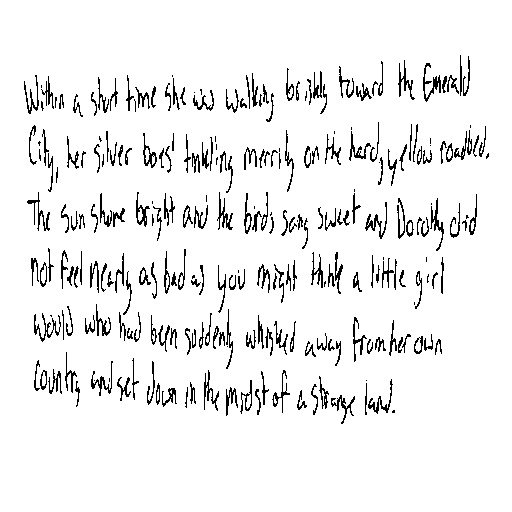 Within a short time she was walking briskly toward the Emerald
City, her silver boes' tinkling merrily on the hard, yellow roadbed.
The sun shone bright and the birds sang sweet and Dorothy did
not feel nearly as bad as you might think a little girl
would who had been suddenly whisked away from her own
country and set down in the midst of a strange land.